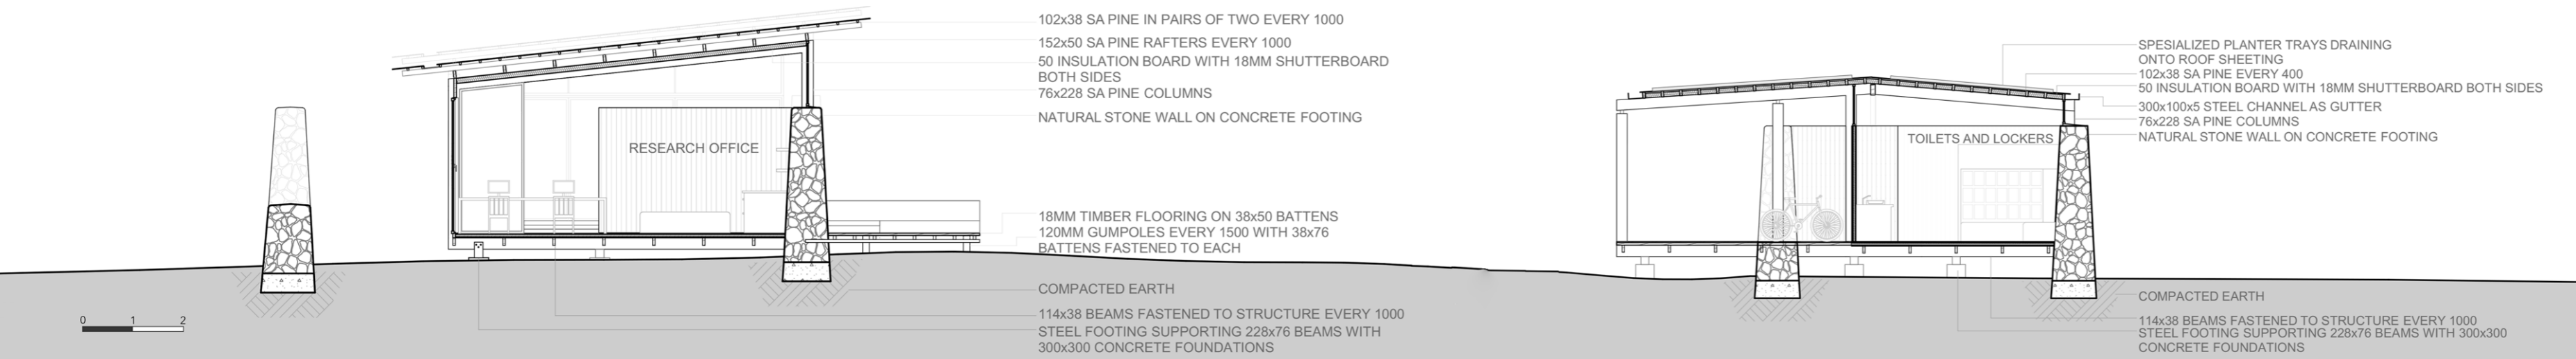 102x38 SA PINE IN PAIRS OF TWO EVERY 1000
152x50 SA PINE RAFTERS EVERY 1000
50 INSULATION BOARD WITH 18MM SHUTTERBOARD
BOTH SIDES
76x228 SA PINE COLUMNS
NATURAL STONE WALL ON CONCRETE FOOTING
RESEARCH OFFICE
18MM TIMBER FLOORING ON 38x50 BATTENS
120MM GUMPOLES EVERY 1500 WITH 38x76
BATTENS FASTENED TO EACH
COMPACTED EARTH
114x38 BEAMS FASTENED TO STRUCTURE EVERY 1000
STEEL FOOTING SUPPORTING 228x76 BEAMS WITH
300x300 CONCRETE FOUNDATIONS
0 1 2
SPESIALIZED PLANTER TRAYS DRAINING
ONTO ROOF SHEETING
102x38 SA PINE EVERY 400
50 INSULATION BOARD WITH 18MM SHUTTERBOARD BOTH SIDES
300x100x5 STEEL CHANNEL AS GUTTER
76x228 SA PINE COLUMNS
NATURAL STONE WALL ON CONCRETE FOOTING
TOILETS AND LOCKERS
COMPACTED EARTH
114x38 BEAMS FASTENED TO STRUCTURE EVERY 1000
STEEL FOOTING SUPPORTING 228x76 BEAMS WITH 300x300
CONCRETE FOUNDATIONS